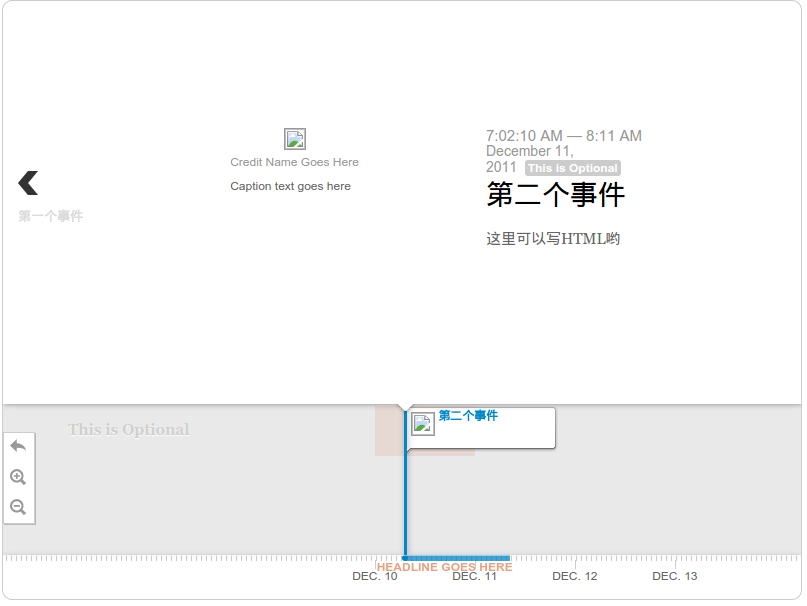 第一个事件
Credit Name Goes Here
Caption text goes here
7:02:10 AM — 8:11 AM
December 11,
2011 This is Optional
第二个事件
这里可以写HTML哟
This is Optional
第二个事件
HEADLINE GOES HERE
DEC. 10 DEC. 11 DEC. 12 DEC. 13